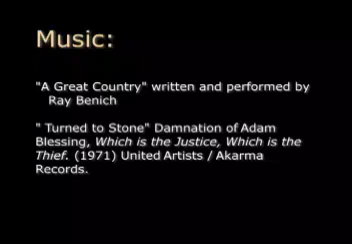 Music:
"A Great Country" written and performed by
Ray Benich
" Turned to Stone" Damnation of Adam
Blessing, Which is the Justice, Which is the
Thief. (1971) United Artists / Akarma
Records.